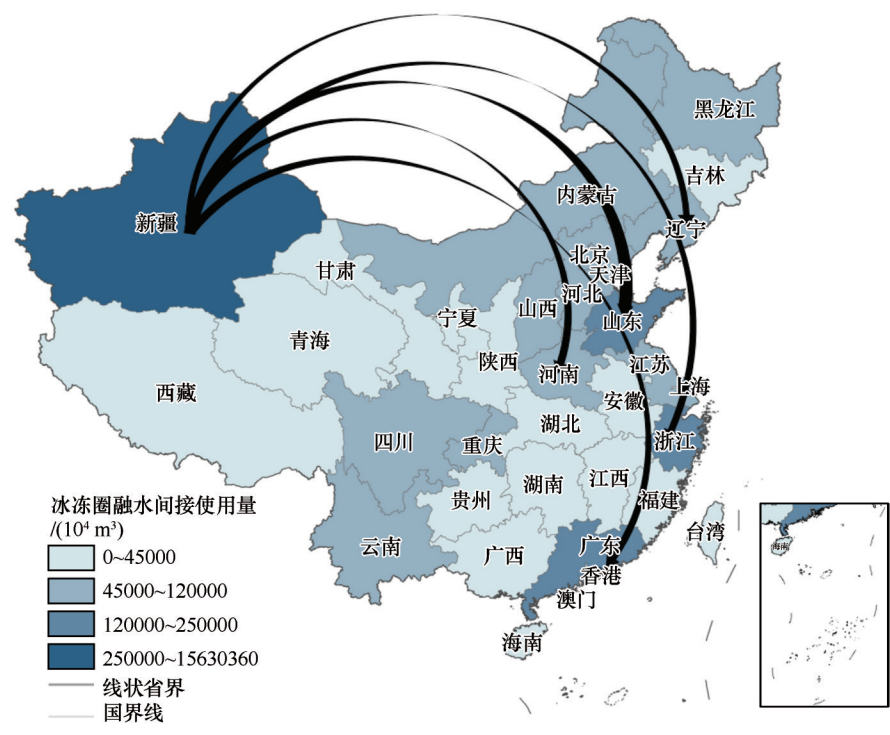 黑龙江
吉林
内蒙古
新疆
辽宁
北京
天津
甘肃
河北
山西
宁夏
山东
青海
陕西
河南
江苏
西藏
安徽
上海
湖北
四川
重庆
浙江
湖南
江西
贵州
福建
台湾
云南
广西
广东
香港
澳门
海南
海南
冰冻圈融水间接使用量
/(10⁴ m³)
0~45000
45000~120000
120000~250000
250000~15630360
线状省界
国界线